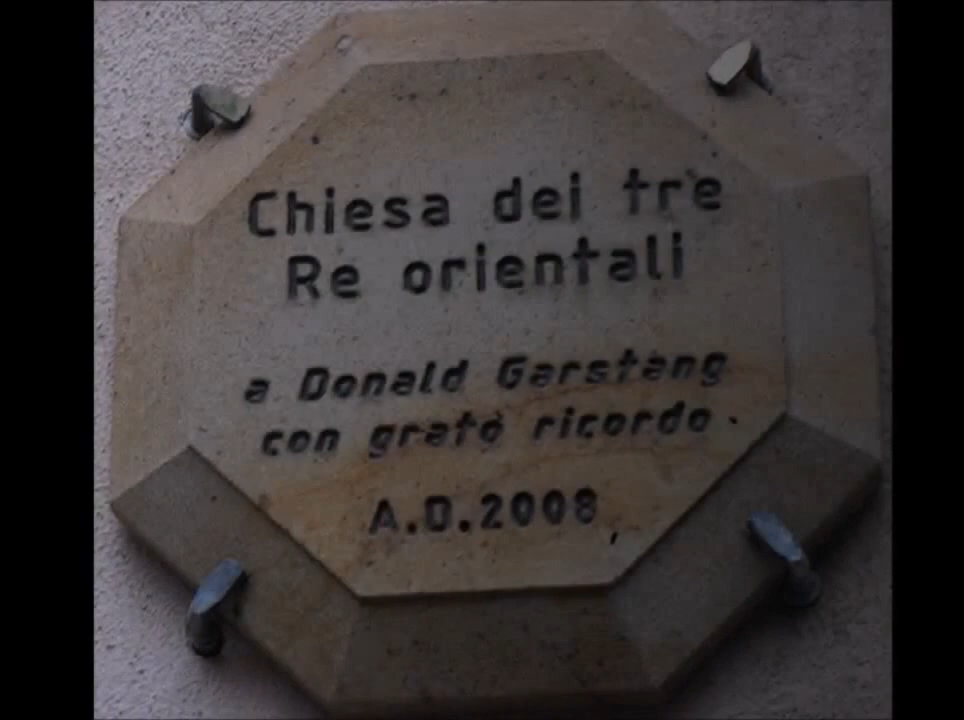 Chiesa dei tre
Re orientali
a Donald Garstang
con grato ricordo
A.D.2008